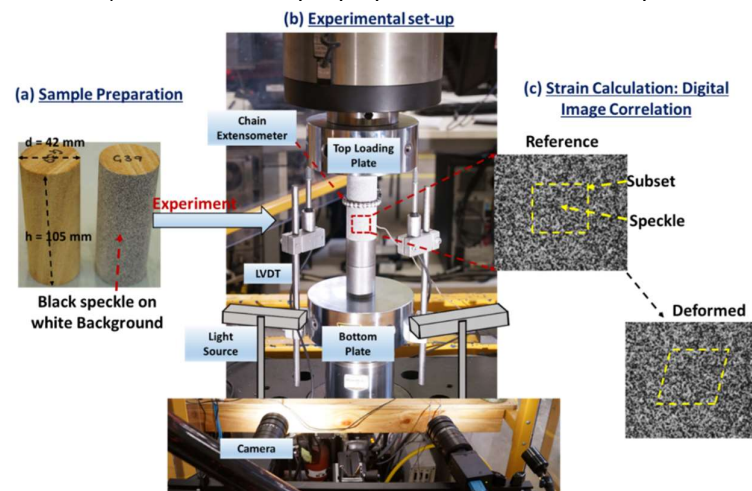 (b) Experimental set-up
(a) Sample Preparation
(c) Strain Calculation: Digital
Image Correlation
d = 42 mm
h = 105 mm
Black speckle on
white Background
Experiment
Chain
Extensometer
Top Loading
Plate
LVDT
Light
Source
Bottom
Plate
Camera
Reference
Subset
Speckle
Deformed